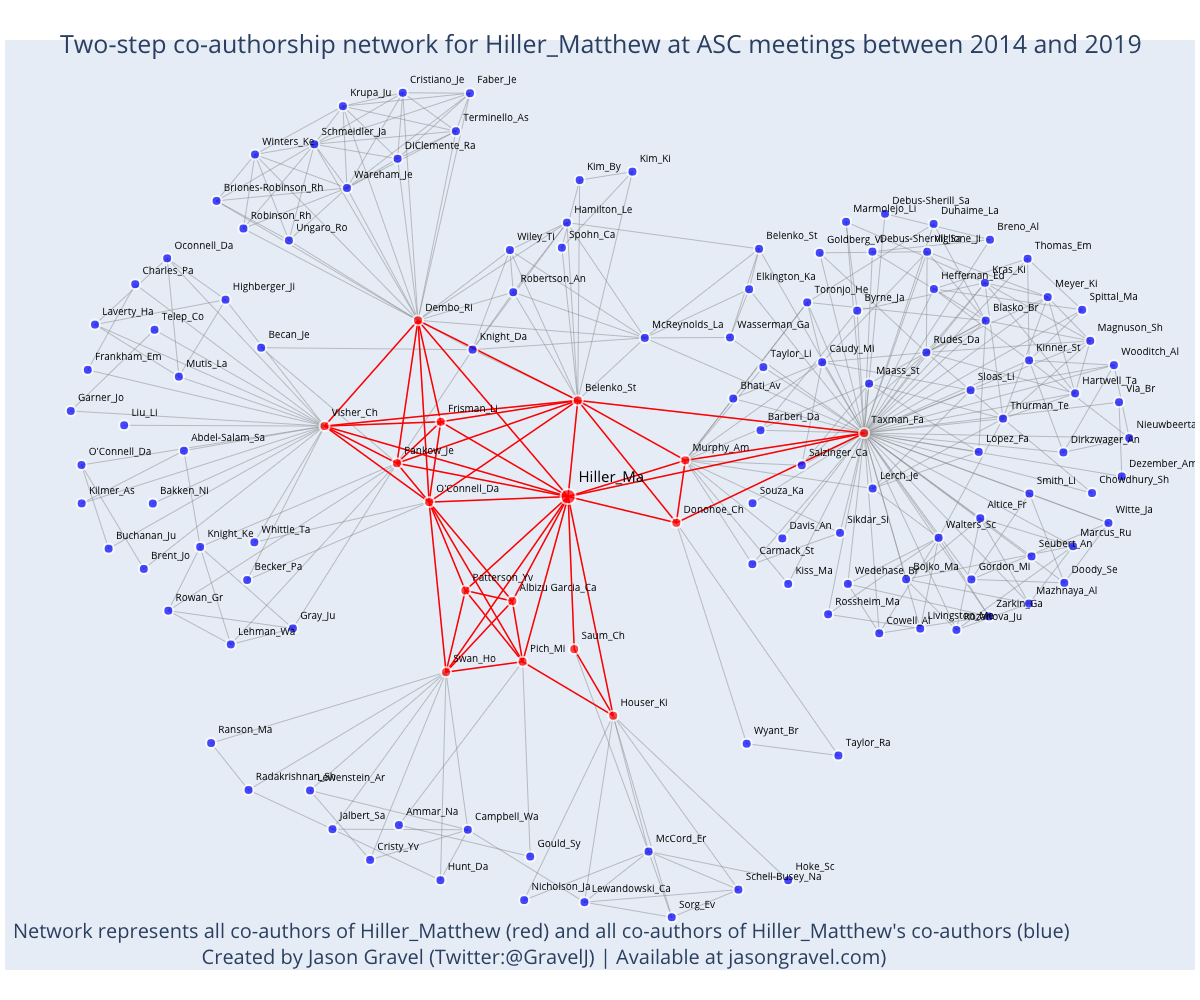 Two-step co-authorship network for Hiller_Matthew at ASC meetings between 2014 and 2019
Cristiano_Je
Faber_Je
Krupa_Ju
Terminello_As
Schmeidler_Ja
Winters_Ke
DiClemente_Ra
Kim_Ki
Kim_By
Wareham_Je
Briones-Robinson_Rh
Debus-Sherill_Sa
Hamilton_Le
Marmolejo_Li
Duhaime_La
Robinson_Rh
Ungaro_Ro
Breno_Al
Wiley_Ti
Spohn_Ca
Belenko_St
Goldberg_Vi
Debus-Sherrill_Sa
Oconnell_Da
Thomas_Em
Charles_Pa
Robertson_An
Elkington_Ka
Heffernan_Ed
Kras_Ki
Highberger_Ji
Toronjo_He
Byrne_Ja
Meyer_Ki
Dembo_Ri
Blasko_Br
Spittal_Ma
Laverty_Ha
Telep_Co
McReynolds_La
Wasserman_Ga
Magnuson_Sh
Becan_Je
Knight_Da
Caudy_Mi
Rudes_Da
Kinner_St
Frankham_Em
Mutis_La
Taylor_Li
Maass_St
Wooditch_Al
Belenko_St
Bhati_Av
Sloas_Li
Hartwell_Ta
Via_Br
Garner_Jo
Liu_Li
Visher_Ch
Frisman_Li
Barberi_Da
Taxman_Fa
Thurman_Te
Nieuwbeerta
Abdel-Salam_Sa
Bankow_Je
Murphy_Am
Salzinger_Ca
Lopez_Fa
Dirkzwager_An
O'Connell_Da
Hiller_Ma
Lerch_Je
Dezember_Am
Chowdhury_Sh
Kilmer_As
Bakken_Ni
O'Connell_Da
Souza_Ka
Smith_Li
Donohoe_Ch
Altice_Fr
Witte_Ja
Buchanan_Ju
Knight_Ke
Whittle_Ta
Davis_An
Sikdar_Si
Walters_Sc
Marcus_Ru
Brent_Jo
Carmack_St
Seubert_An
Becker_Pa
Patterson_Yv
Albizu Garcia_Ca
Kiss_Ma
Wedehase_Br
Bojko_Ma
Gordon_Mi
Doody_Se
Rowan_Gr
Gray_Ju
Rossheim_Ma
Mazhnaya_Al
Zarkin_Ga
Lehman_Wa
Saum_Ch
Cowell_Al
Rozanova_Ju
Swan_Ho
Pich_Mi
Houser_Ki
Ranson_Ma
Wyant_Br
Taylor_Ra
Lowenstein_Ar
Jalbert_Sa
Ammar_Na
Campbell_Wa
Cristy_Yv
Gould_Sy
McCord_Er
Hunt_Da
Hoke_Sc
Schell-Busey_Na
Nicholson_Ja
Lewandowski_Ca
Sorg_Ev
Network represents all co-authors of Hiller_Matthew (red) and all co-authors of Hiller_Matthew's co-authors (blue)
Created by Jason Gravel (Twitter:@GravelJ) | Available at jasongravel.com)